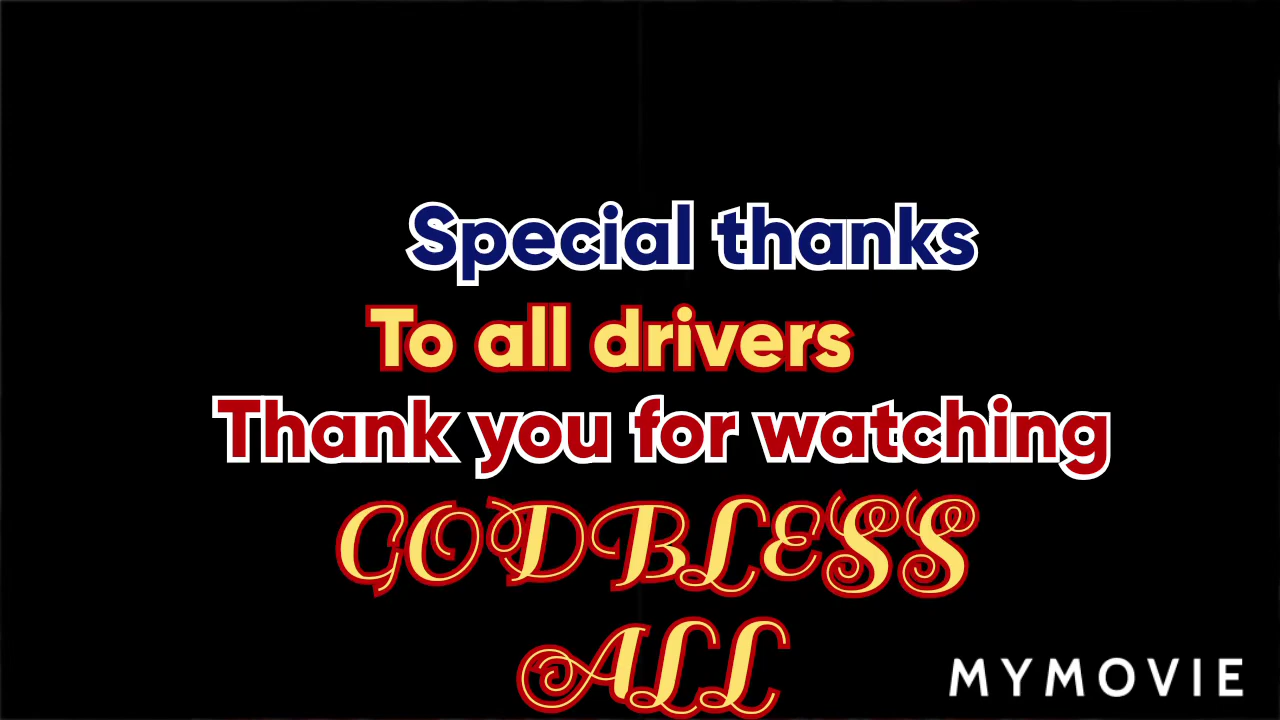 Special thanks
To all drivers
Thank you for watching
GODBLESS
ALL
MYMOVIE